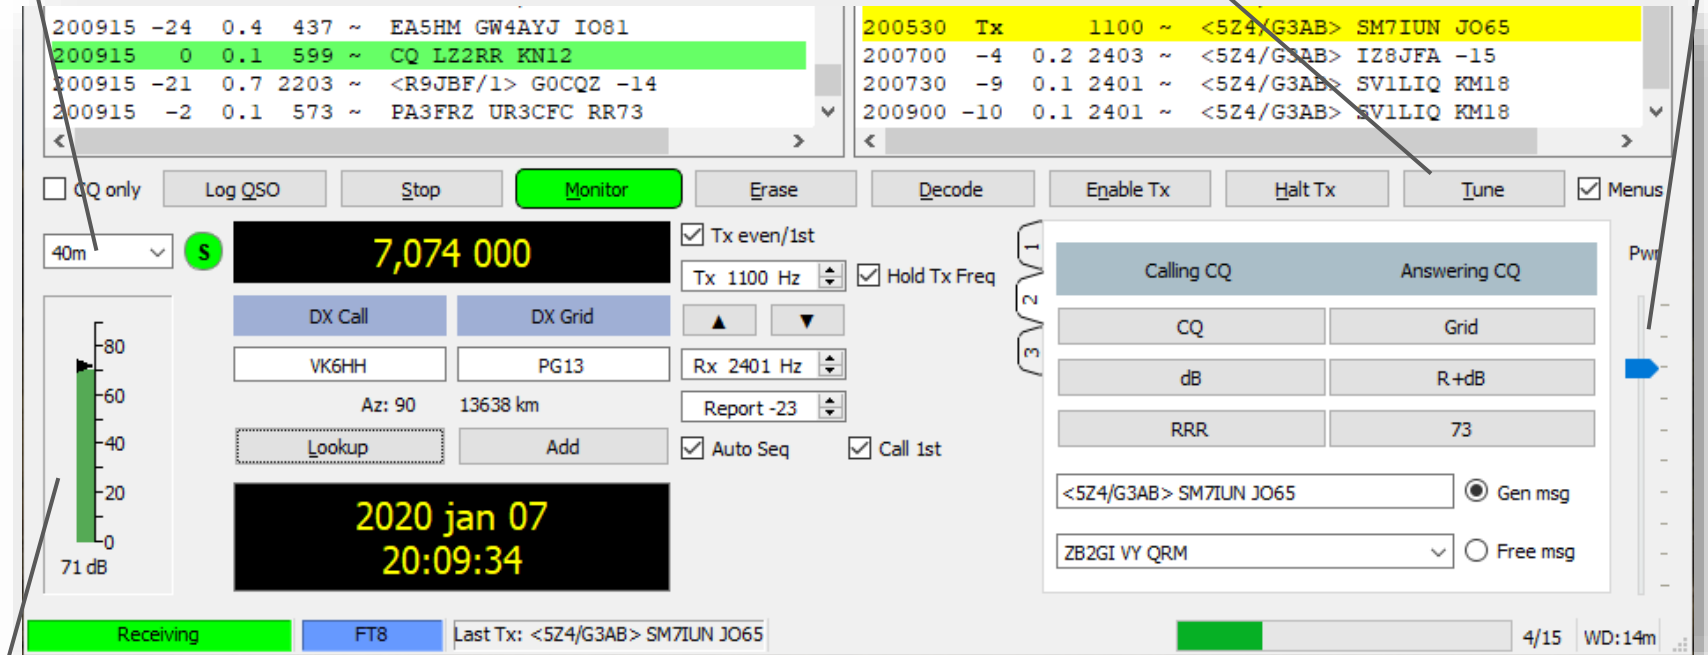 200915 -24 0.4 437 ~ EA5HM GW4AYJ IO81
200915 0 0.1 599 ~ CQ LZ2RR KN12
200915 -21 0.7 2203 ~ <R9JBF/1> G0CQZ -14
200915 -2 0.1 573 ~ PA3FRZ UR3CFC RR73
200530 Tx 1100 ~ <5Z4/G3AB> SM7IUN JO65
200700 -4 0.2 2403 ~ <5Z4/G3AB> IZ8JFA -15
200730 -9 0.1 2401 ~ <5Z4/G3AB> SV1LIQ KM18
200900 -10 0.1 2401 ~ <5Z4/G3AB> SV1LIQ KM18
CQ only Log QSO Stop Monitor Erase Decode Enable Tx Halt Tx Tune Menus
40m S 7,074 000
DX Call DX Grid
VK6HH PG13
Az: 90 13638 km
Lookup Add
2020 jan 07
20:09:34
80
60
40
20
0
71 dB
Tx even/1st
Tx 1100 Hz Hold Tx Freq
▲ ▼
Rx 2401 Hz
Report -23
Auto Seq Call 1st
1
2
3
Calling CQ Answering CQ
CQ Grid
dB R+dB
RRR 73
<5Z4/G3AB> SM7IUN JO65 Gen msg
ZB2GI VY QRM Free msg
Pwr
Receiving FT8 Last Tx: <5Z4/G3AB> SM7IUN JO65 4/15 WD:14m